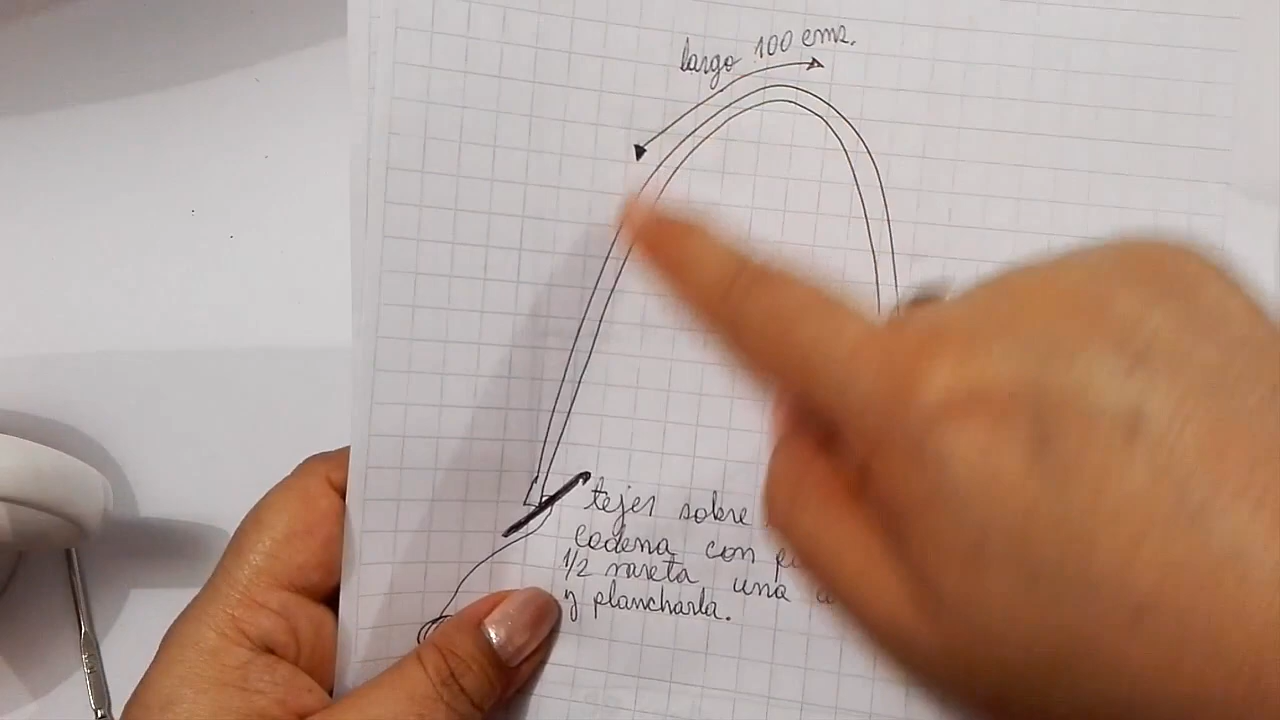 largo 100 cms.
tejer sobre
cadena con
1/2 vareta una
y plancharla.